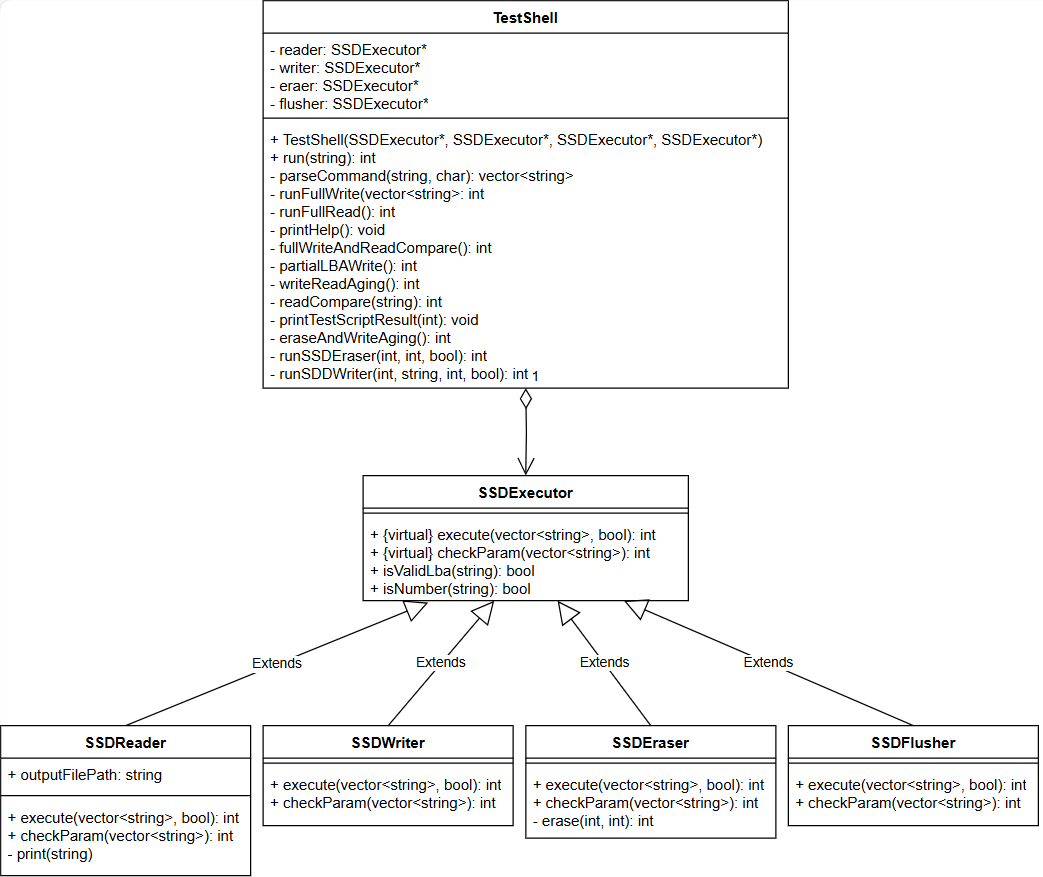 TestShell
- reader: SSDExecutor*
- writer: SSDExecutor*
- eraer: SSDExecutor*
- flusher: SSDExecutor*
+ TestShell(SSDExecutor*, SSDExecutor*, SSDExecutor*, SSDExecutor*)
+ run(string): int
- parseCommand(string, char): vector<string>
- runFullWrite(vector<string>: int
- runFullRead(): int
- printHelp(): void
- fullWriteAndReadCompare(): int
- partialLBAWrite(): int
- writeReadAging(): int
- readCompare(string): int
- printTestScriptResult(int): void
- eraseAndWriteAging(): int
- runSSDEraser(int, int, bool): int
- runSDDWriter(int, string, int, bool): int
1
SSDExecutor
+ {virtual} execute(vector<string>, bool): int
+ {virtual} checkParam(vector<string>): int
+ isValidLba(string): bool
+ isNumber(string): bool
Extends
Extends
Extends
Extends
SSDReader
+ outputFilePath: string
+ execute(vector<string>, bool): int
+ checkParam(vector<string>): int
- print(string)
SSDWriter
+ execute(vector<string>, bool): int
+ checkParam(vector<string>): int
SSDEraser
+ execute(vector<string>, bool): int
+ checkParam(vector<string>): int
- erase(int, int): int
SSDFlusher
+ execute(vector<string>, bool): int
+ checkParam(vector<string>): int